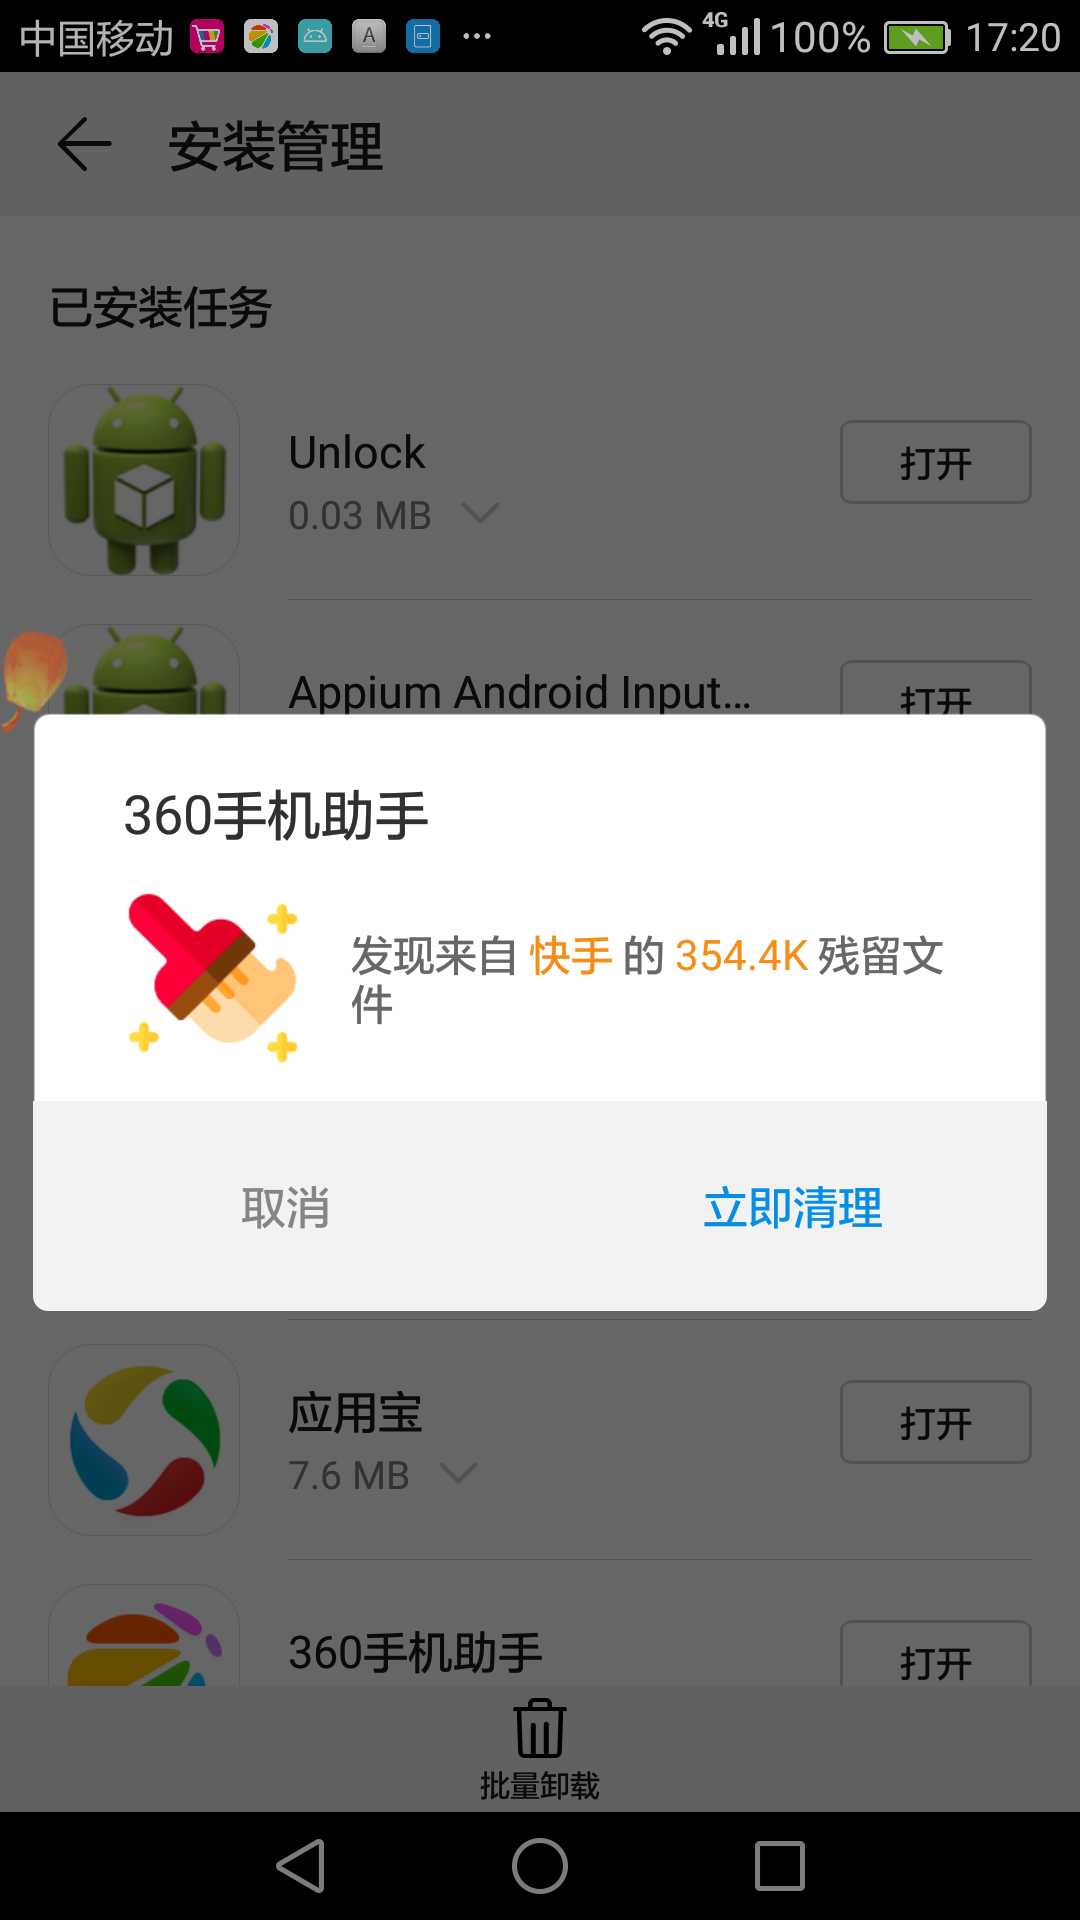 中国移动 A ... 4G 100% 17:20
安装管理
已安装任务
Unlock
0.03 MB
打开
Appium Android Input...
打开
360手机助手
发现来自 快手 的 354.4K 残留文
件
取消 立即清理
应用宝
7.6 MB
打开
360手机助手
打开
批量卸载